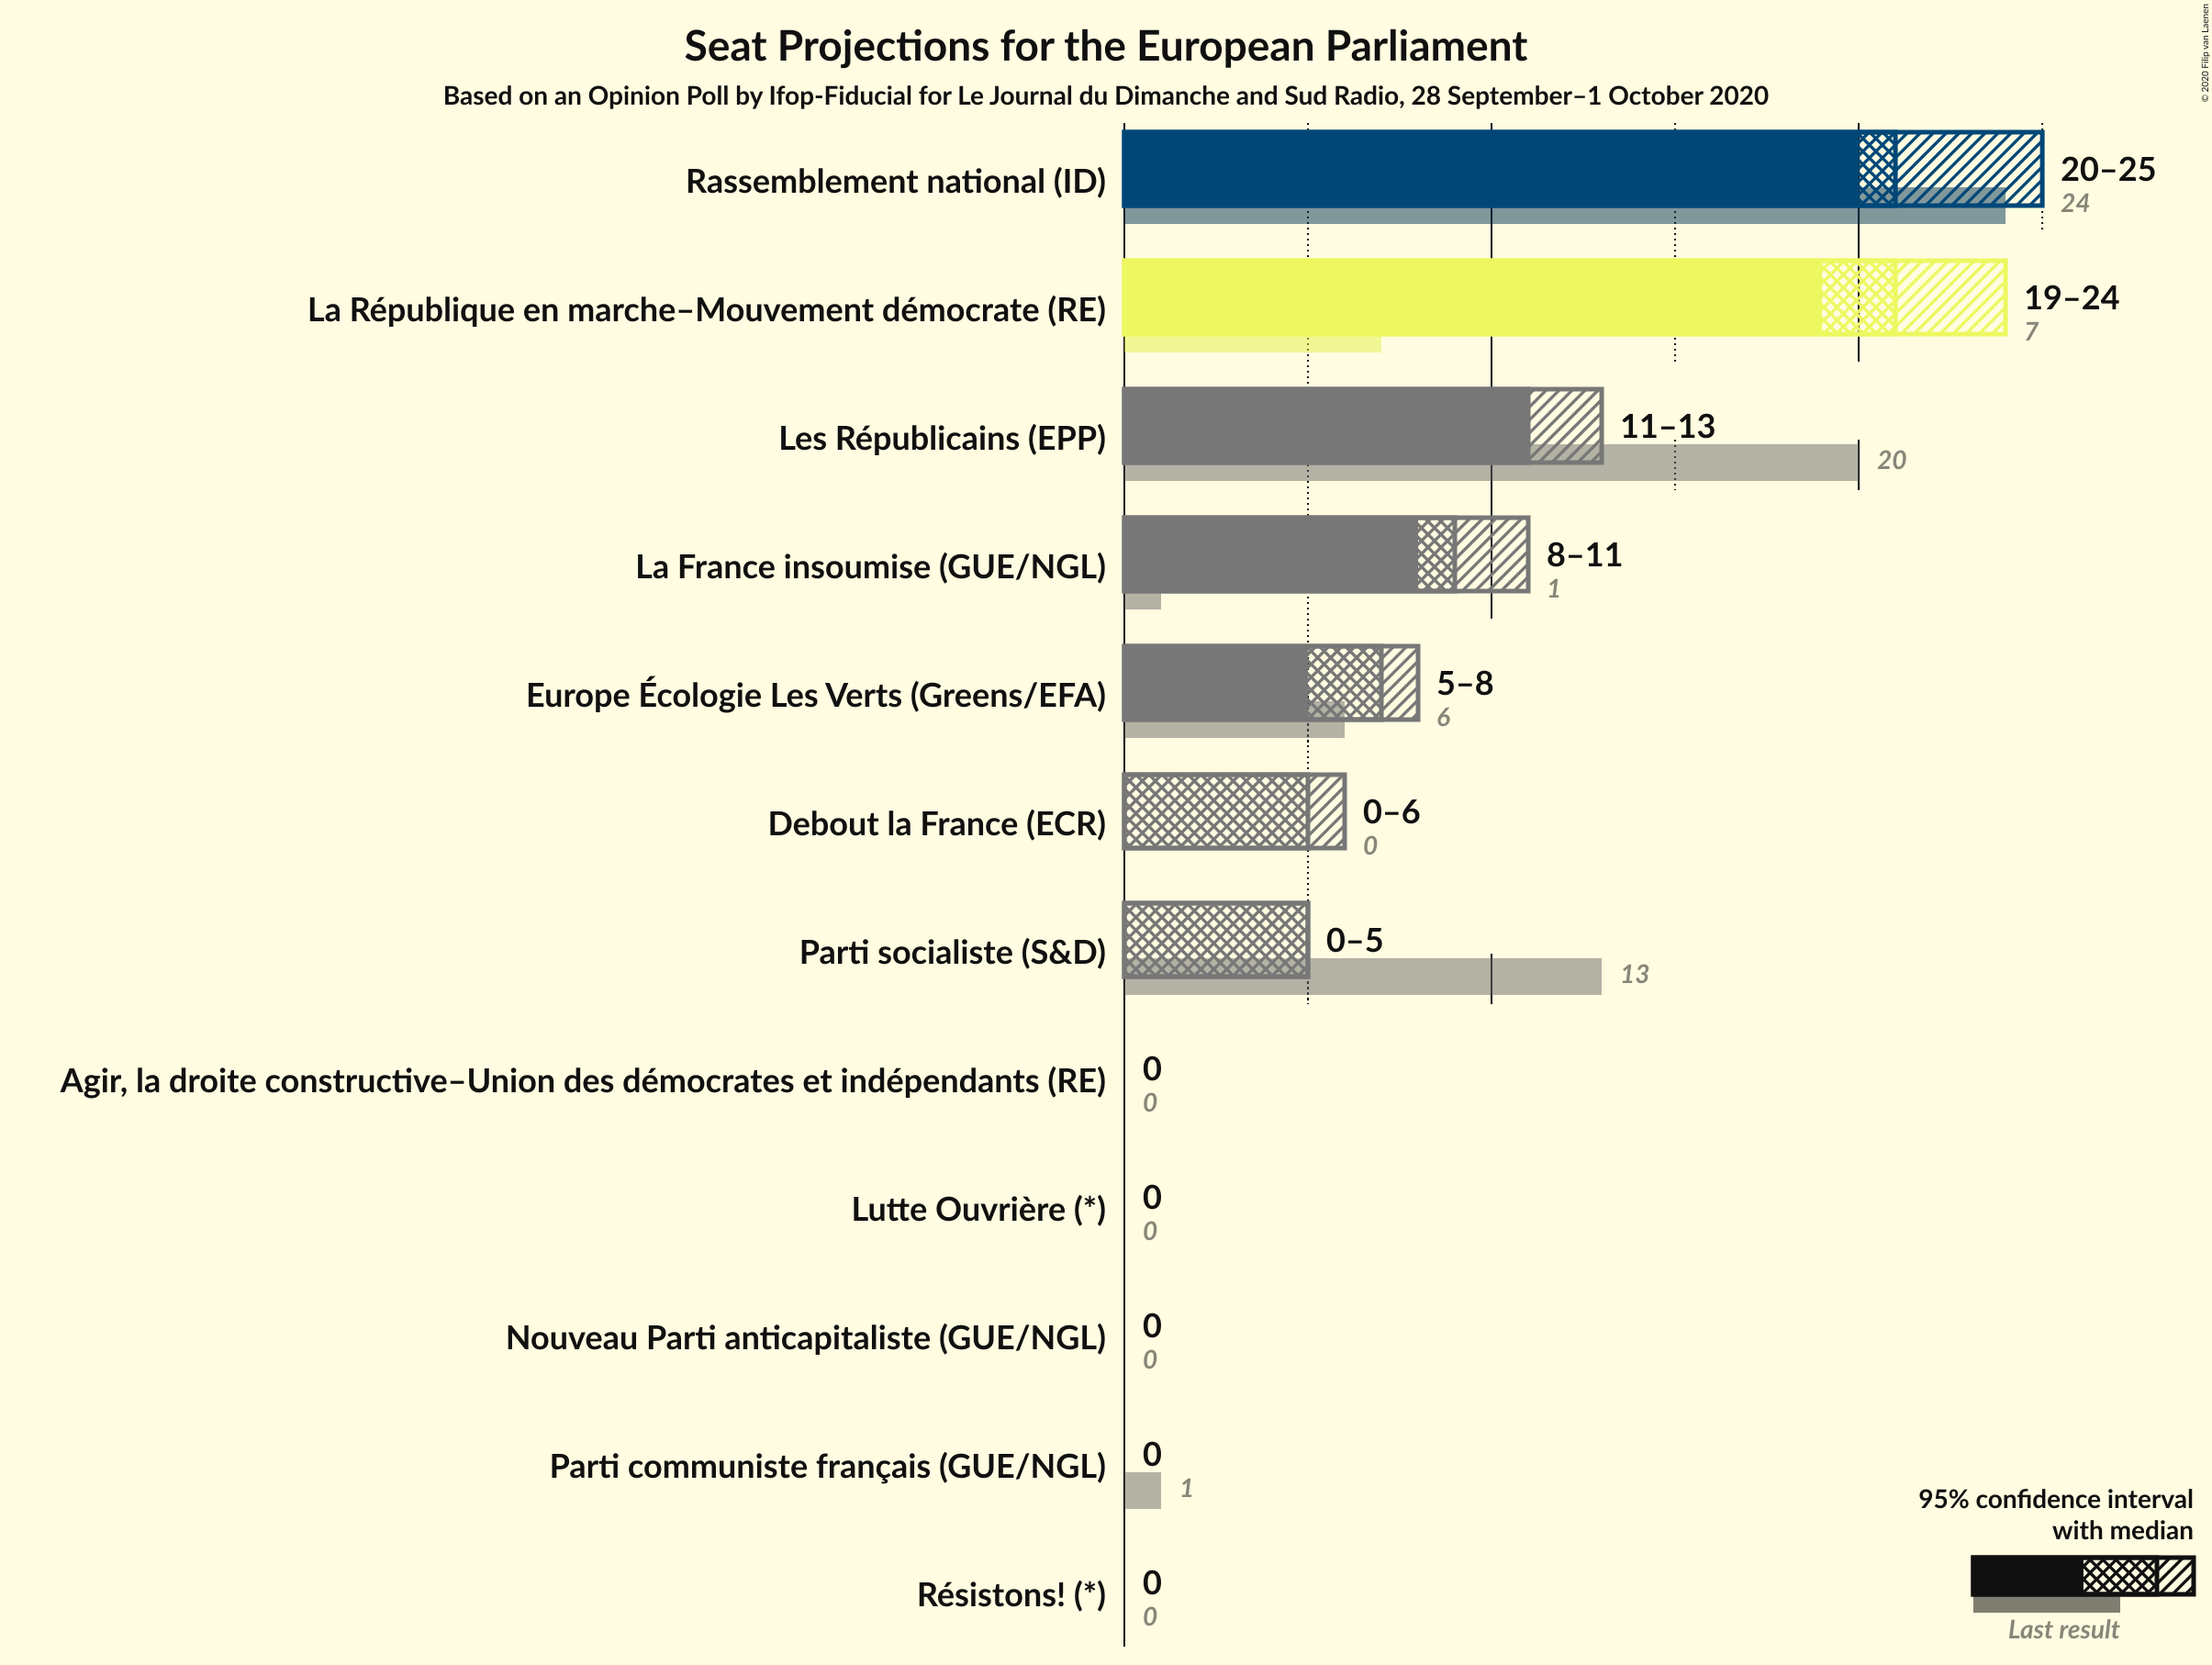 Seat Projections for the European Parliament
Based on an Opinion Poll by Ifop-Fiducial for Le Journal du Dimanche and Sud Radio, 28 September–1 October 2020
© 2020 Filip van Laenen
Rassemblement national (ID)
20–25
24
La République en marche–Mouvement démocrate (RE)
19–24
7
Les Républicains (EPP)
11–13
20
La France insoumise (GUE/NGL)
8–11
1
Europe Écologie Les Verts (Greens/EFA)
5–8
6
Debout la France (ECR)
0–6
0
Parti socialiste (S&D)
0–5
13
Agir, la droite constructive–Union des démocrates et indépendants (RE)
0
0
Lutte Ouvrière (*)
0
0
Nouveau Parti anticapitaliste (GUE/NGL)
0
0
Parti communiste français (GUE/NGL)
0
1
Résistons! (*)
0
0
95% confidence interval
with median
Last result